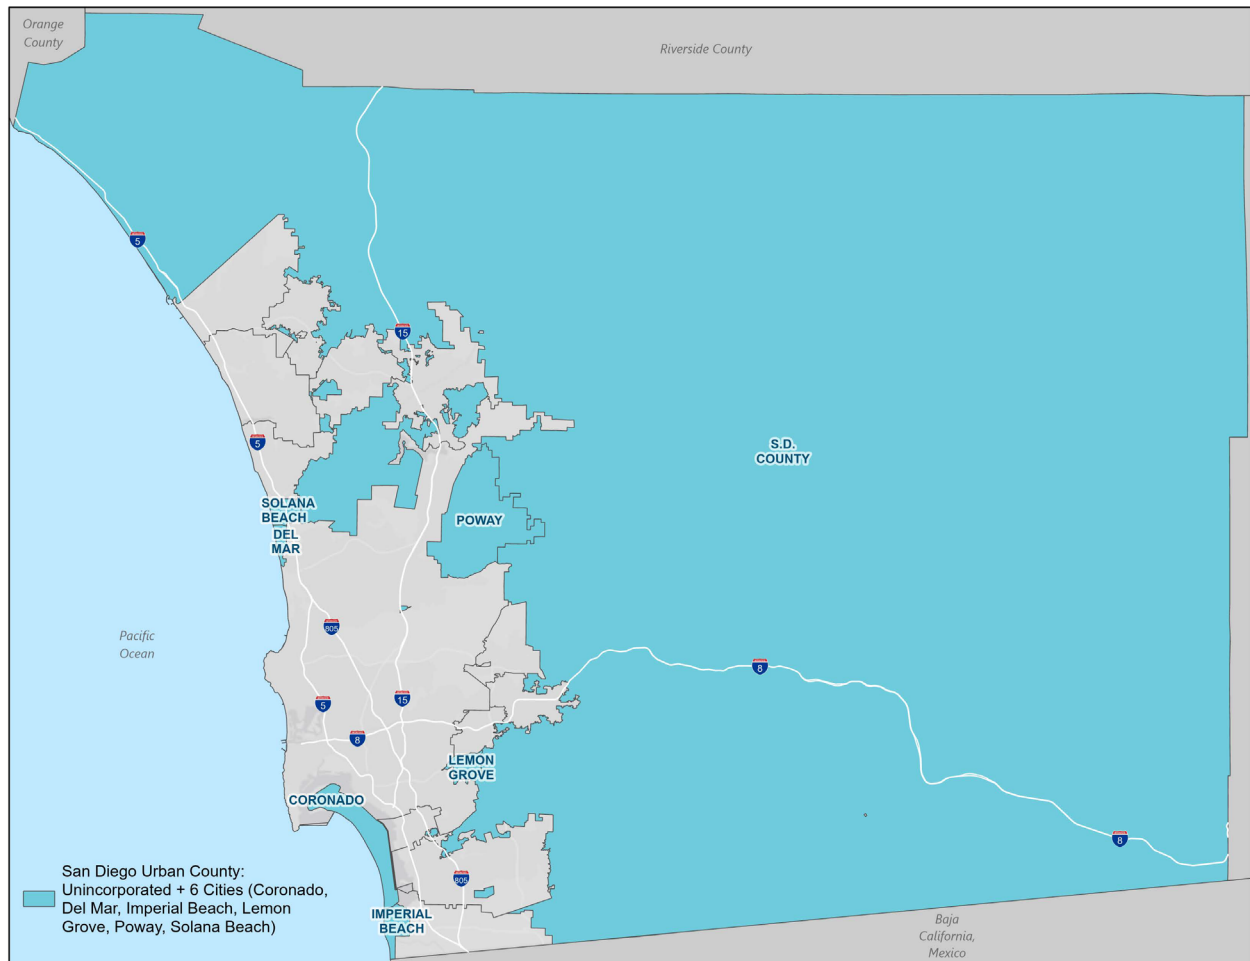 Orange
County
Riverside County
5
15
5
S.D.
COUNTY
SOLANA
BEACH
DEL
MAR
POWAY
805
Pacific
Ocean
8
5
15
8
LEMON
GROVE
CORONADO
8
805
San Diego Urban County:
Unincorporated + 6 Cities (Coronado,
Del Mar, Imperial Beach, Lemon
Grove, Poway, Solana Beach)
IMPERIAL
BEACH
Baja
California,
Mexico